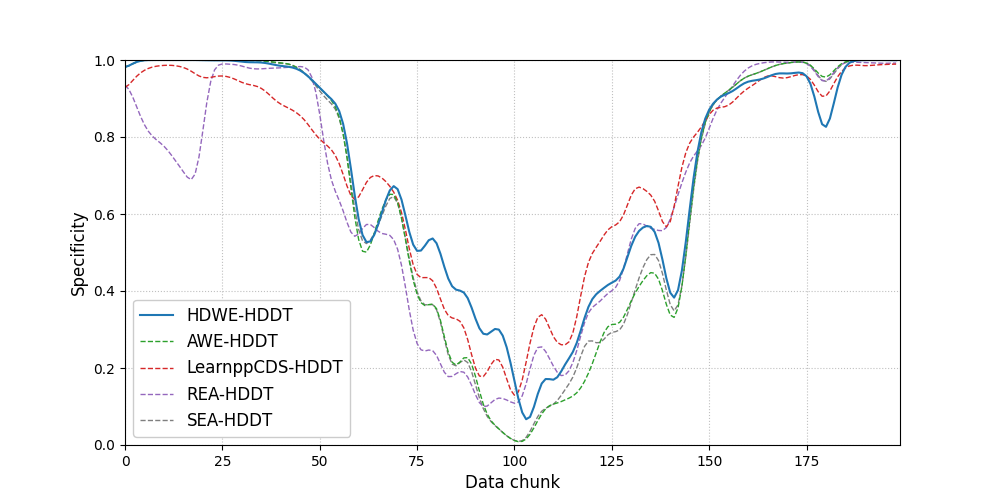 1.0
0.8
0.6
0.4
0.2
0.0
Specificity
HDWE-HDDT
AWE-HDDT
LearnppCDS-HDDT
REA-HDDT
SEA-HDDT
0 25 50 75 100 125 150 175
Data chunk